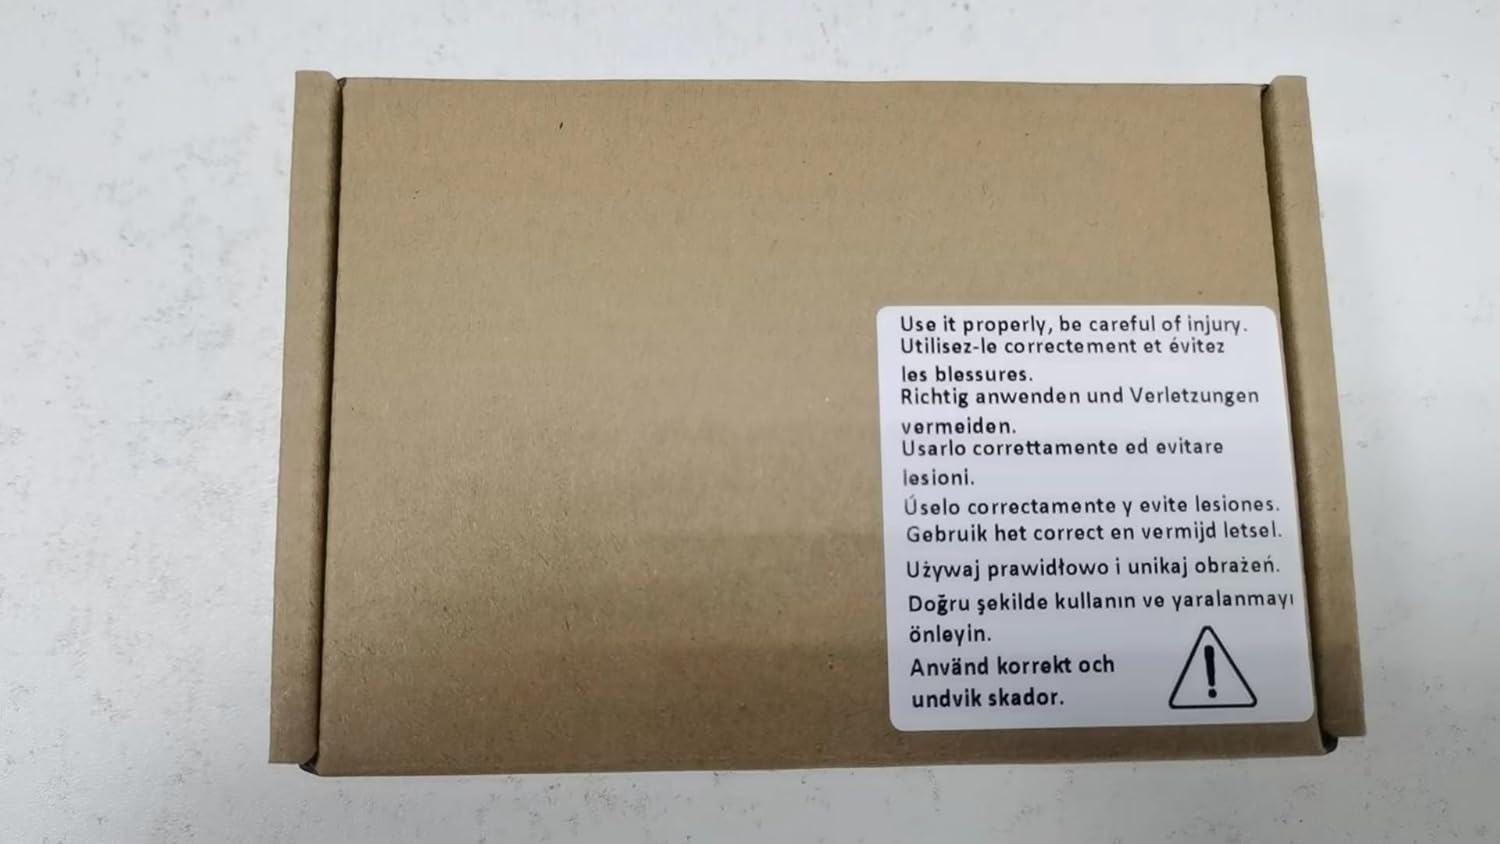 Use it properly, be careful of injury.
Utilisez-le correctement et évitez
les blessures.
Richtig anwenden und Verletzungen
vermeiden.
Usarlo correttamente ed evitare
lesioni.
Úselo correctamente y evite lesiones.
Gebruik het correct en vermijd letsel.
Używaj prawidłowo i unikaj obrażeń.
Doğru şekilde kullanın ve yaralanmayı
önleyin.
Använd korrekt och
undvik skador.